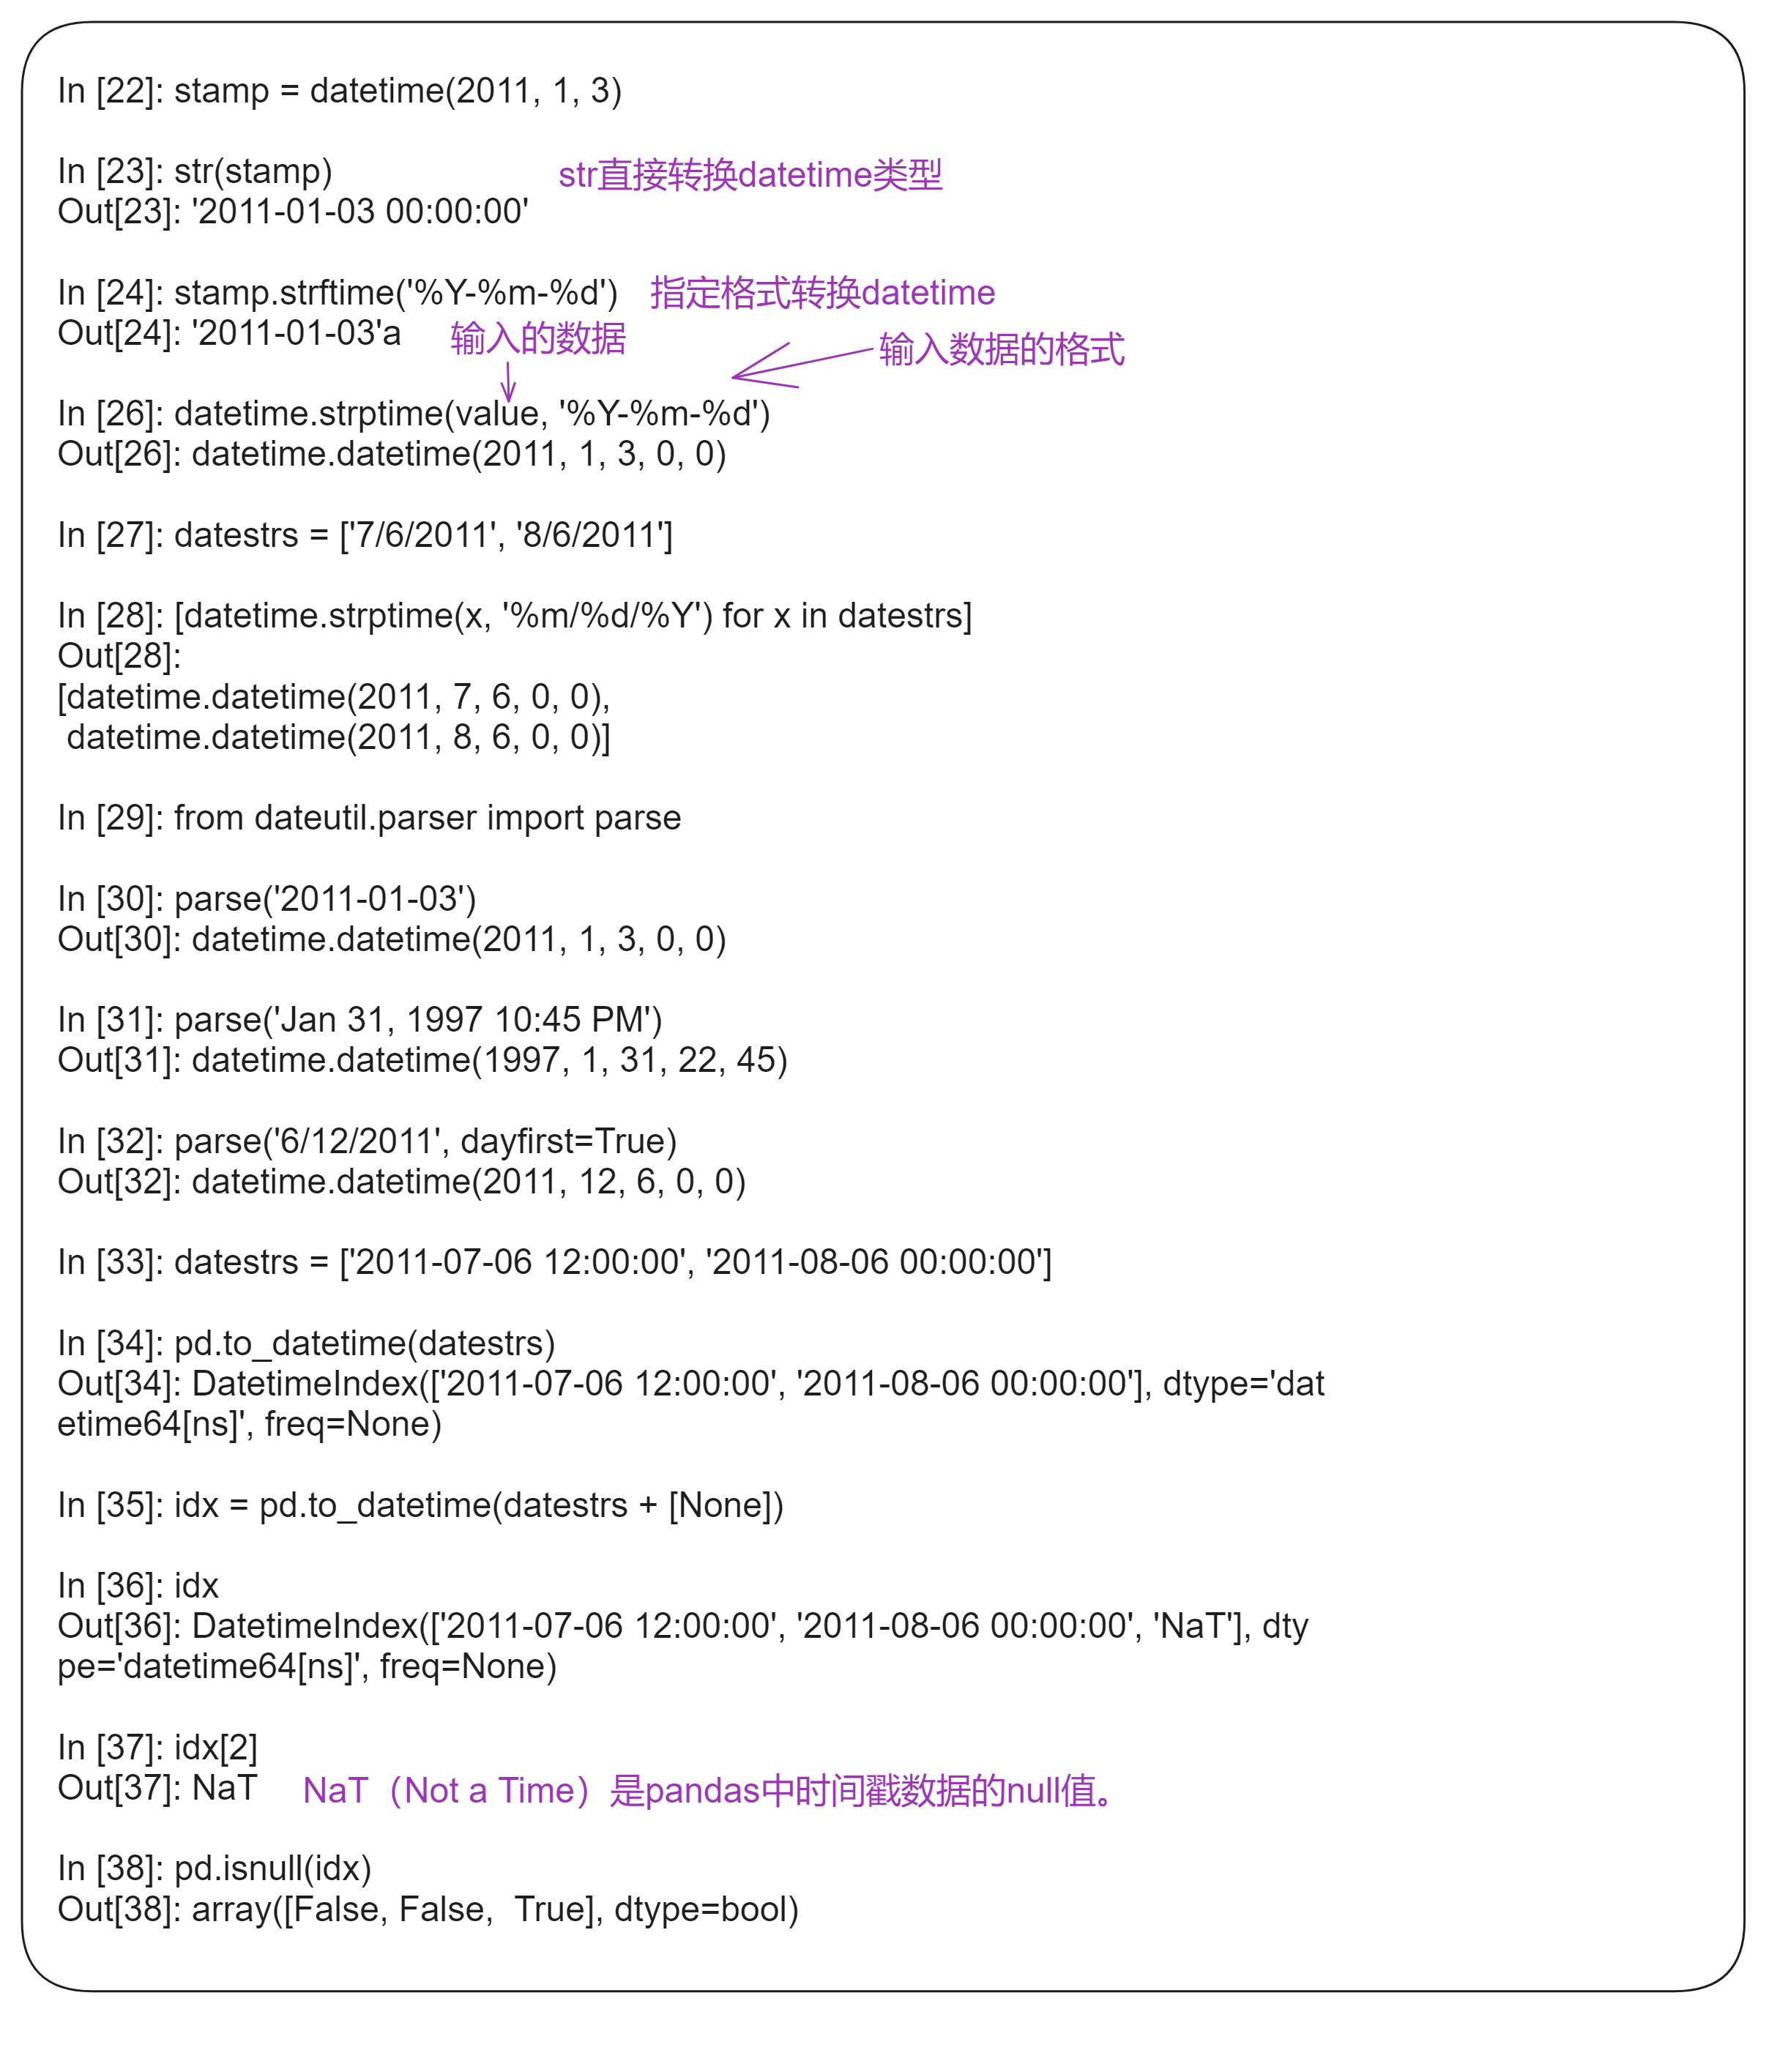 In [22]: stamp = datetime(2011, 1, 3)
In [23]: str(stamp)
str直接转换datetime类型
Out[23]: '2011-01-03 00:00:00'
In [24]: stamp.strftime('%Y-%m-%d')
指定格式转换datetime
Out[24]: '2011-01-03'a
输入的数据
输入数据的格式
In [26]: datetime.strptime(value, '%Y-%m-%d')
Out[26]: datetime.datetime(2011, 1, 3, 0, 0)
In [27]: datestrs = ['7/6/2011', '8/6/2011']
In [28]: [datetime.strptime(x, '%m/%d/%Y') for x in datestrs]
Out[28]:
[datetime.datetime(2011, 7, 6, 0, 0),
datetime.datetime(2011, 8, 6, 0, 0)]
In [29]: from dateutil.parser import parse
In [30]: parse('2011-01-03')
Out[30]: datetime.datetime(2011, 1, 3, 0, 0)
In [31]: parse('Jan 31, 1997 10:45 PM')
Out[31]: datetime.datetime(1997, 1, 31, 22, 45)
In [32]: parse('6/12/2011', dayfirst=True)
Out[32]: datetime.datetime(2011, 12, 6, 0, 0)
In [33]: datestrs = ['2011-07-06 12:00:00', '2011-08-06 00:00:00']
In [34]: pd.to_datetime(datestrs)
Out[34]: DatetimeIndex(['2011-07-06 12:00:00', '2011-08-06 00:00:00'], dtype='dat
etime64[ns]', freq=None)
In [35]: idx = pd.to_datetime(datestrs + [None])
In [36]: idx
Out[36]: DatetimeIndex(['2011-07-06 12:00:00', '2011-08-06 00:00:00', 'NaT'], dty
pe='datetime64[ns]', freq=None)
In [37]: idx[2]
Out[37]: NaT
NaT（Not a Time）是pandas中时间戳数据的null值。
In [38]: pd.isnull(idx)
Out[38]: array([False, False,  True], dtype=bool)